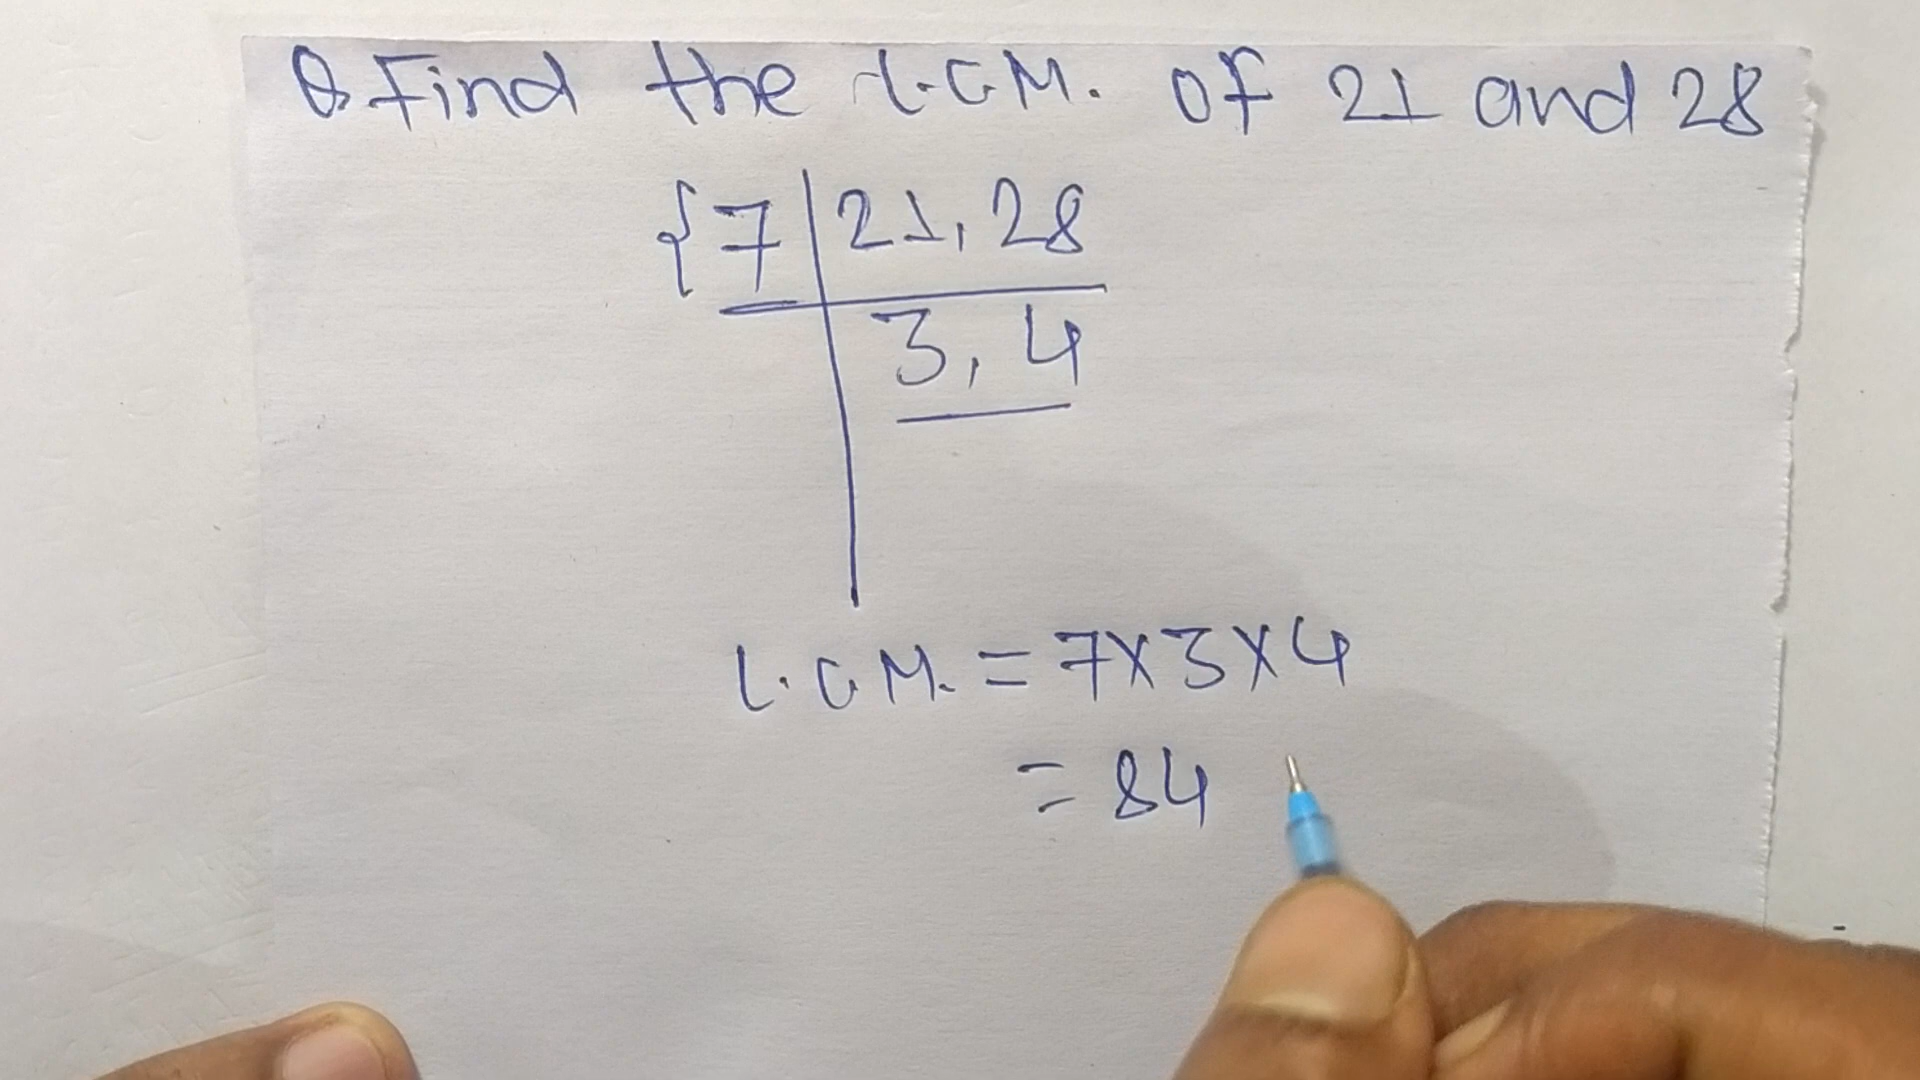 Q. Find the L.C.M. of 21 and 28
{7 | 21, 28
3, 4
L.C.M. = 7×3×4
= 84